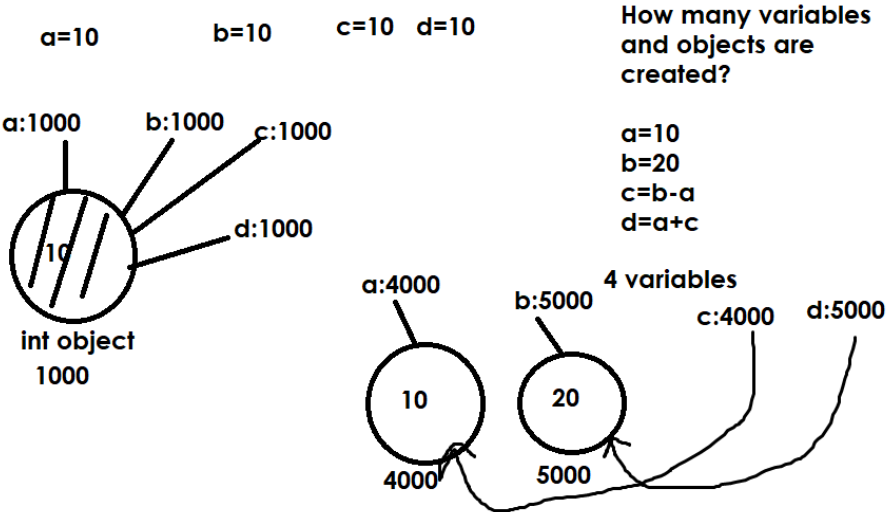 a=10 b=10 c=10 d=10
a:1000 b:1000 c:1000
d:1000
10
int object
1000
How many variables
and objects are
created?
a=10
b=20
c=b-a
d=a+c
4 variables
a:4000 b:5000 c:4000 d:5000
10 20
4000 5000